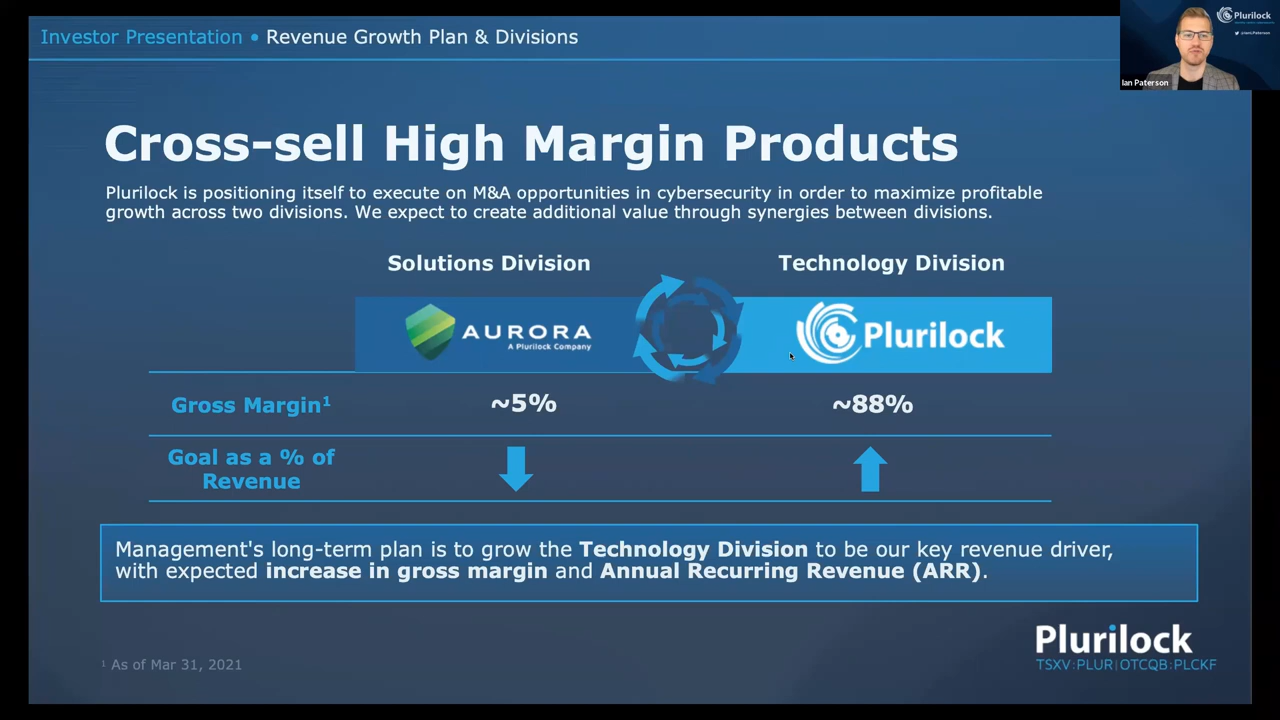 Investor Presentation • Revenue Growth Plan & Divisions
Plurilock
Ian Paterson
Cross-sell High Margin Products
Plurilock is positioning itself to execute on M&A opportunities in cybersecurity in order to maximize profitable
growth across two divisions. We expect to create additional value through synergies between divisions.
Solutions Division
Technology Division
AURORA
A Plurilock Company
Plurilock
Gross Margin¹
~5%
~88%
Goal as a % of
Revenue
Management's long-term plan is to grow the Technology Division to be our key revenue driver,
with expected increase in gross margin and Annual Recurring Revenue (ARR).
¹ As of Mar 31, 2021
Plurilock
TSXV:PLUR|OTCQB:PLCKF